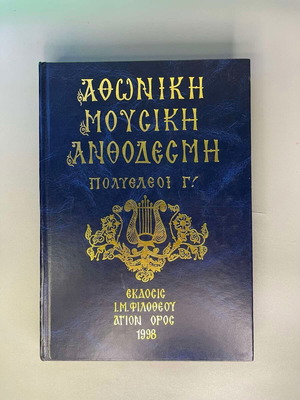 ΑΘΩΝΙΚΗ
ΜΟΥϹΙΚΗ
ΑΝΘΟΔΕϹΜΗ
ΠΟΛΥΕΛΕΟΙ Γ΄
ΕΚΔΟϹΙϹ
Ι.Μ.ΦΙΛΟΘΕΟΥ
ΑΓΙΟΝ ΟΡΟϹ
1998